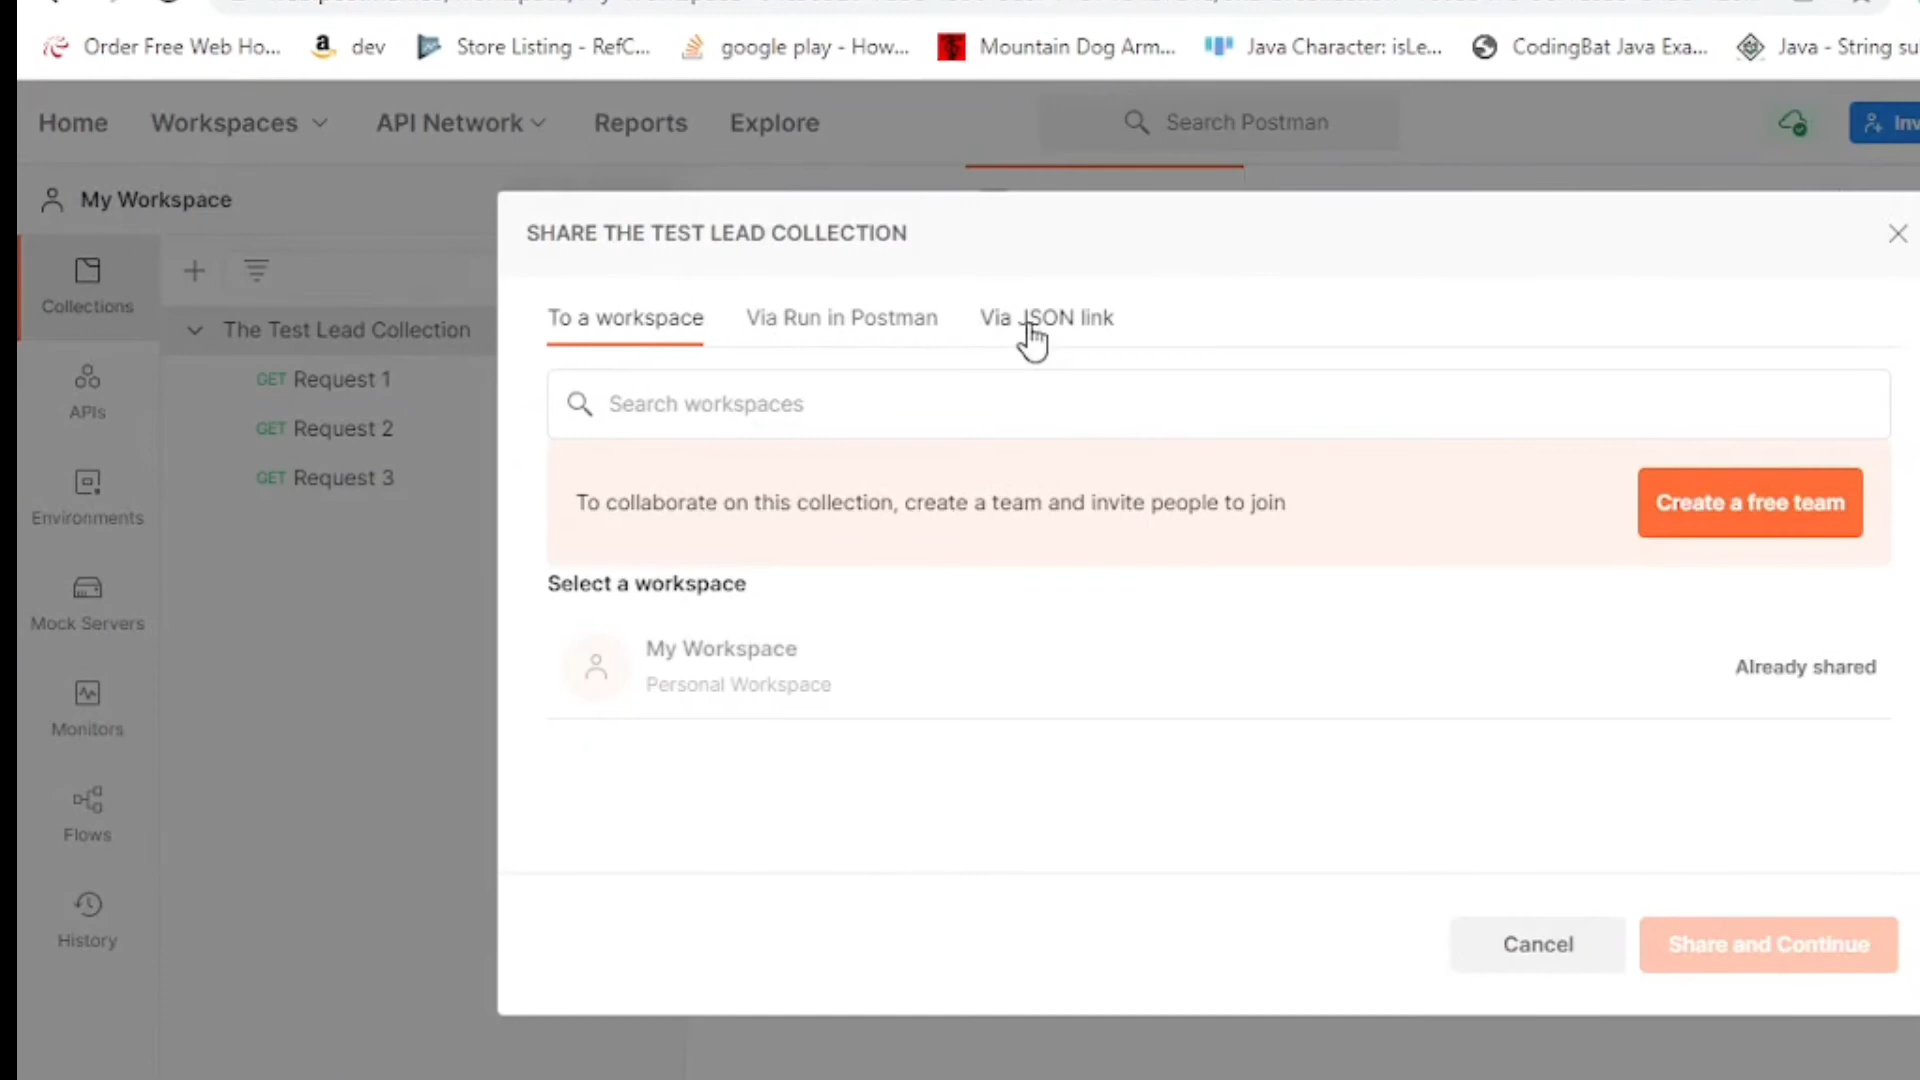 Order Free Web Ho...
dev
Store Listing - RefC...
google play - How...
Mountain Dog Arm...
Java Character: isLe...
CodingBat Java Exa...
Java - String su
Home
Workspaces
API Network
Reports
Explore
Search Postman
Inv
My Workspace
SHARE THE TEST LEAD COLLECTION
Collections
The Test Lead Collection
To a workspace
Via Run in Postman
Via JSON link
GET Request 1
APIs
Search workspaces
GET Request 2
GET Request 3
Environments
To collaborate on this collection, create a team and invite people to join
Create a free team
Select a workspace
Mock Servers
My Workspace
Personal Workspace
Already shared
Monitors
Flows
History
Cancel
Share and Continue